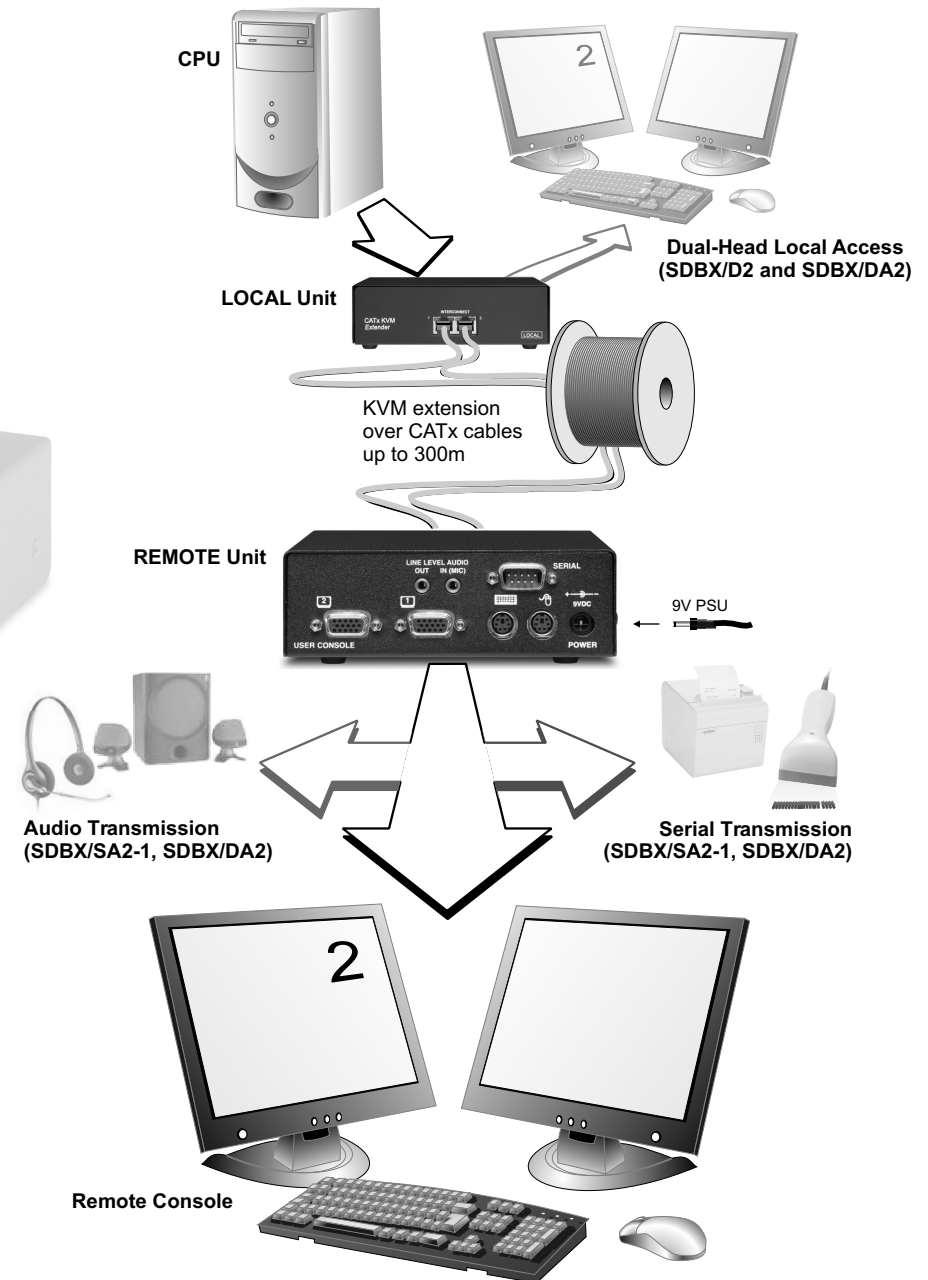 CPU
2
Dual-Head Local Access
(SDBX/D2 and SDBX/DA2)
LOCAL Unit
INTERCONNECT
1 2
CATx KVM
Extender
LOCAL
KVM extension
over CATx cables
up to 300m
REMOTE Unit
LINE LEVEL AUDIO
OUT IN (MIC)
SERIAL
2
1
9VDC
USER CONSOLE
POWER
9V PSU
Audio Transmission
(SDBX/SA2-1, SDBX/DA2)
Serial Transmission
(SDBX/SA2-1, SDBX/DA2)
2
Remote Console